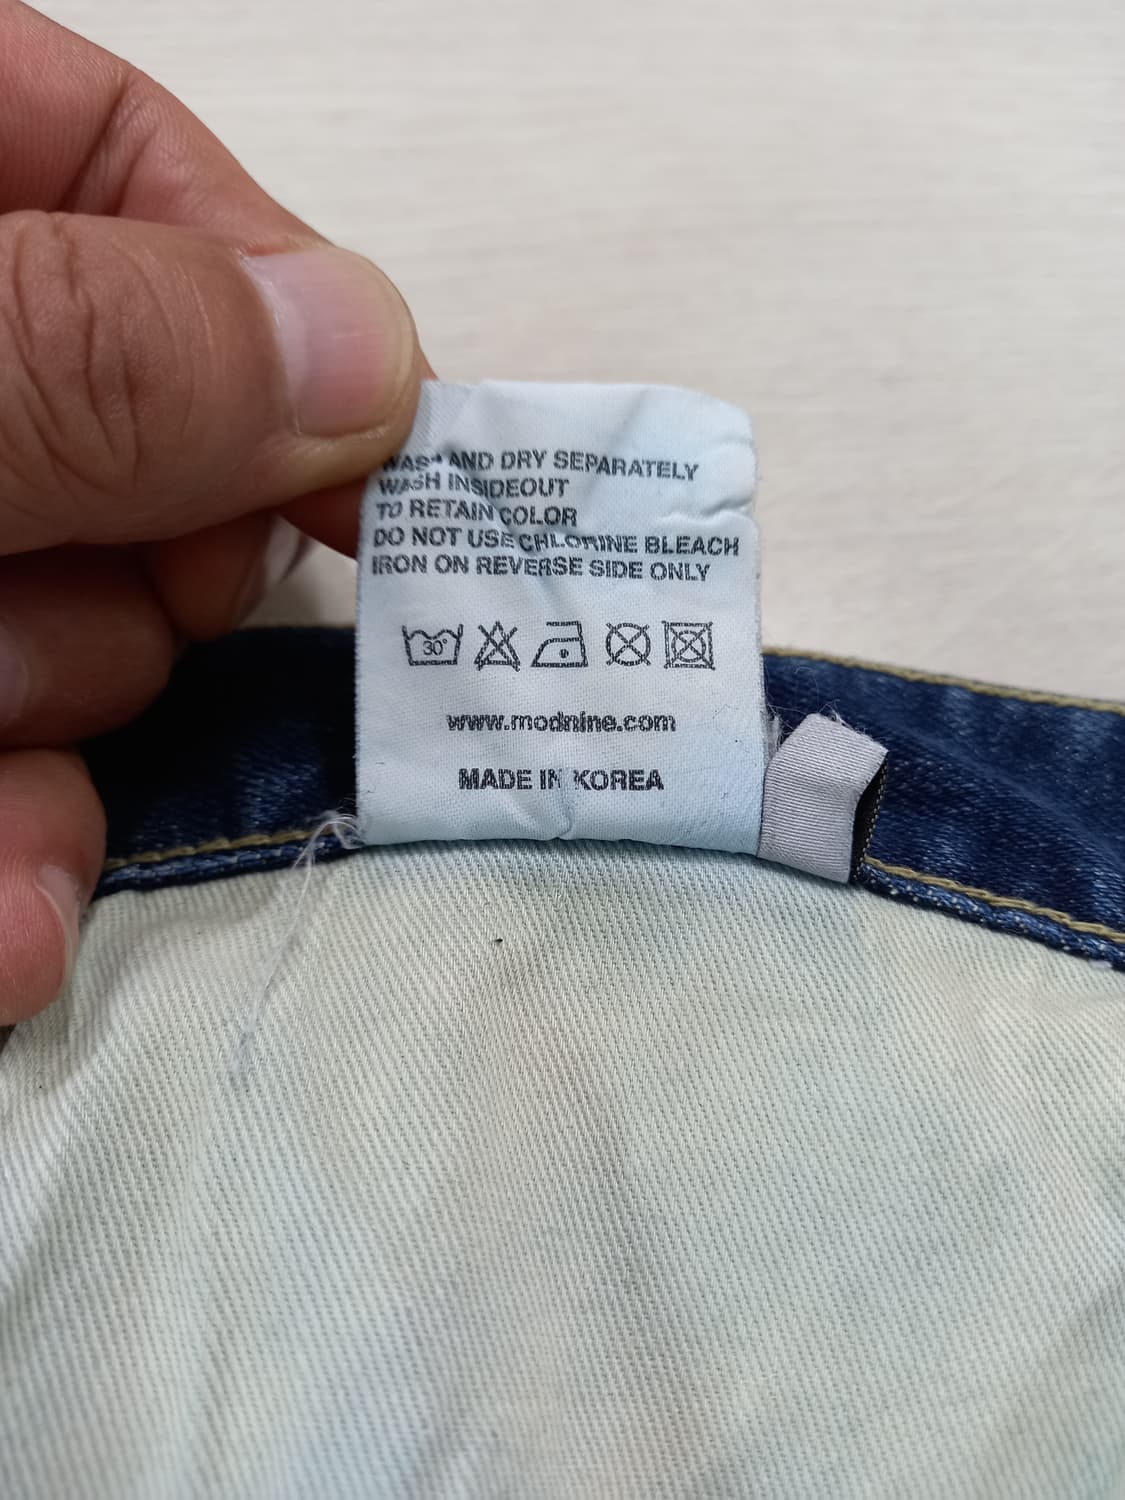 WASH AND DRY SEPARATELY
WASH INSIDEOUT
TO RETAIN COLOR
DO NOT USE CHLORINE BLEACH
IRON ON REVERSE SIDE ONLY
30°
www.modnine.com
MADE IN KOREA